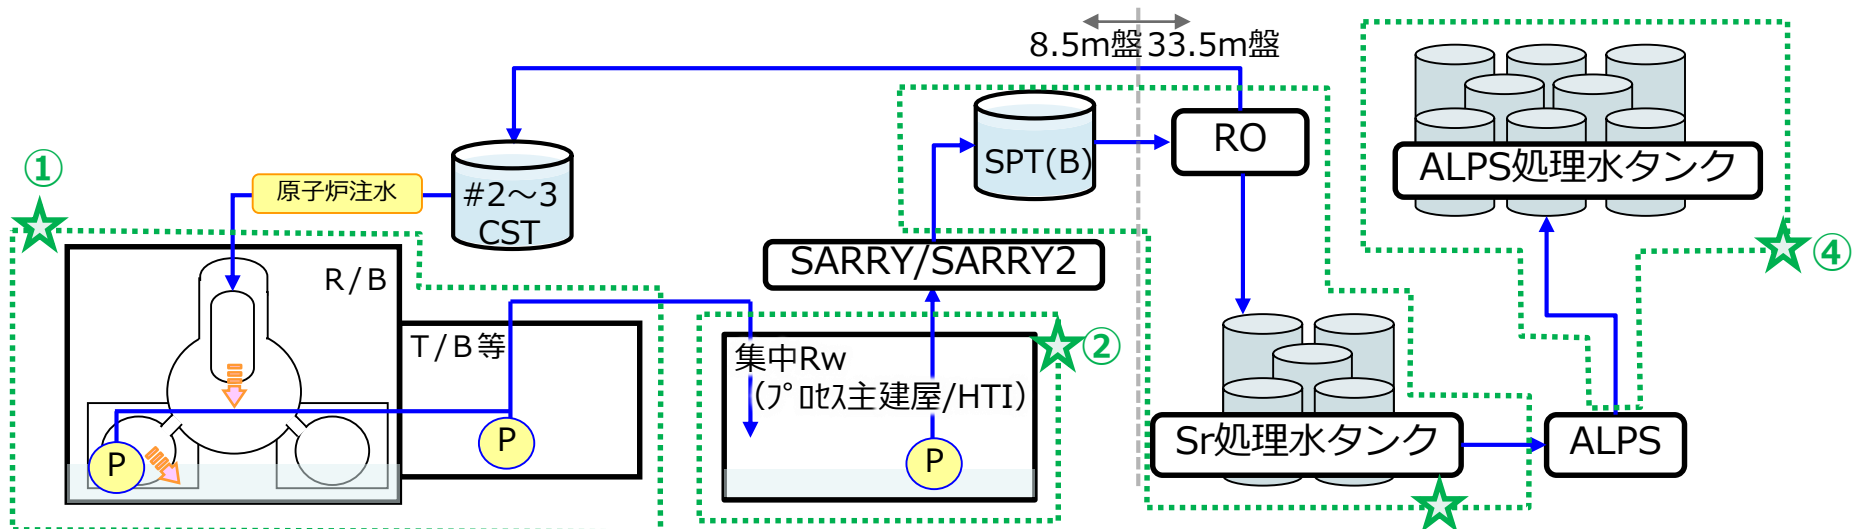 8.5m盤
33.5m盤
①
原子炉注水
#2～3
CST
SPT(B)
RO
ALPS処理水タンク
④
R/B
SARRY/SARRY2
T/B等
②
集中Rw
（ﾌﾟﾛｾｽ主建屋/HTI）
P
P
P
Sr処理水タンク
ALPS